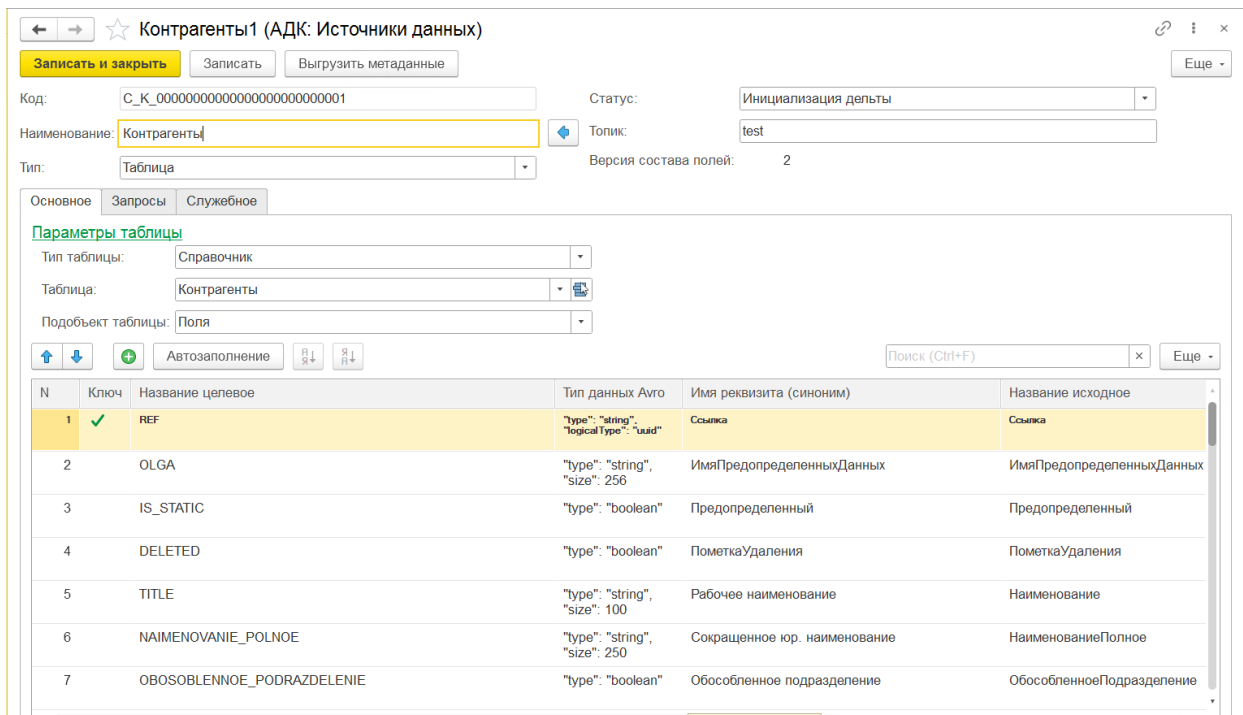 Контрагенты1 (АДК: Источники данных)
Записать и закрыть Записать Выгрузить метаданные Еще
Код: C_K_00000000000000000000000001 Статус: Инициализация дельты
Наименование: Контрагенты Топик: test
Тип: Таблица Версия состава полей: 2
Основное Запросы Служебное
Параметры таблицы
Тип таблицы: Справочник
Таблица: Контрагенты
Подобъект таблицы: Поля
Автозаполнение Поиск (Ctrl+F) × Еще
N Ключ Название целевое Тип данных Avro Имя реквизита (синоним) Название исходное
1 REF "type": "string", "logicalType": "uuid" Ссылка Ссылка
2 OLGA "type": "string", "size": 256 ИмяПредопределенныхДанных ИмяПредопределенныхДанных
3 IS_STATIC "type": "boolean" Предопределенный Предопределенный
4 DELETED "type": "boolean" ПометкаУдаления ПометкаУдаления
5 TITLE "type": "string", "size": 100 Рабочее наименование Наименование
6 NAIMENOVANIE_POLNOE "type": "string", "size": 250 Сокращенное юр. наименование НаименованиеПолное
7 OBOSOBLENNOE_PODRAZDELENIE "type": "boolean" Обособленное подразделение ОбособленноеПодразделение